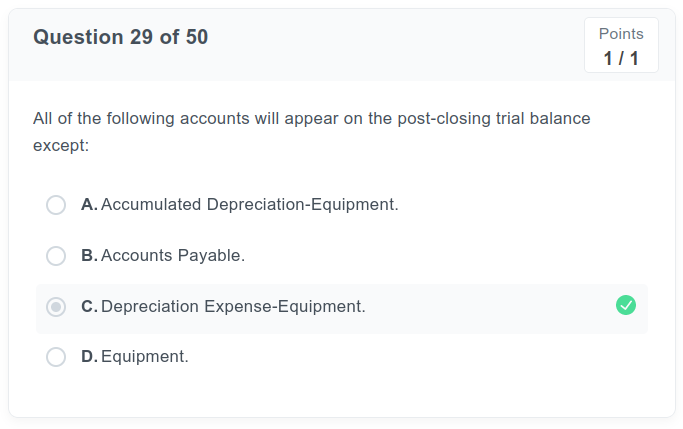 Question 29 of 50
Points
1 / 1
All of the following accounts will appear on the post-closing trial balance
except:
A. Accumulated Depreciation-Equipment.
B. Accounts Payable.
C. Depreciation Expense-Equipment.
D. Equipment.